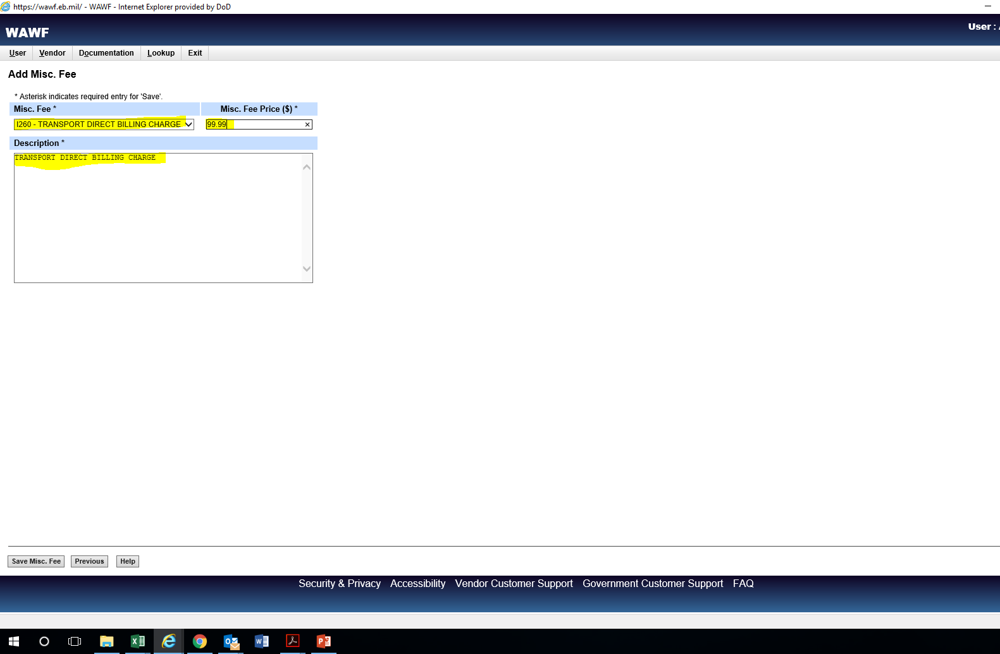 https://wawf.eb.mil/ - WAWF - Internet Explorer provided by DoD
WAWF
User :
User Vendor Documentation Lookup Exit
Add Misc. Fee
* Asterisk indicates required entry for 'Save'.
Misc. Fee * Misc. Fee Price ($) *
I260 - TRANSPORT DIRECT BILLING CHARGE 99.99
Description *
TRANSPORT DIRECT BILLING CHARGE
Save Misc. Fee Previous Help
Security & Privacy Accessibility Vendor Customer Support Government Customer Support FAQ